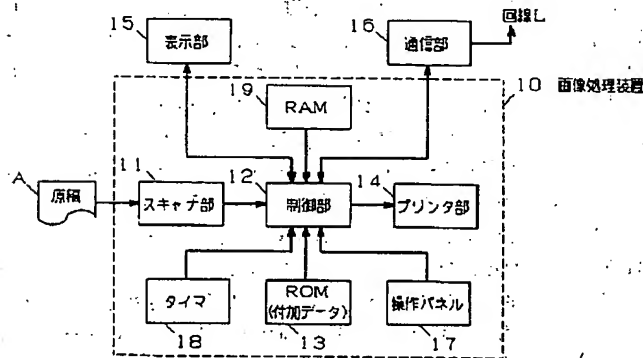 15
表示部
16
通信部
回線L
10 画像処理装置
19
RAM
A
原稿
11
スキャナ部
12
制御部
14
プリンタ部
タイマ
18
ROM
(付加データ)
13
操作パネル
17